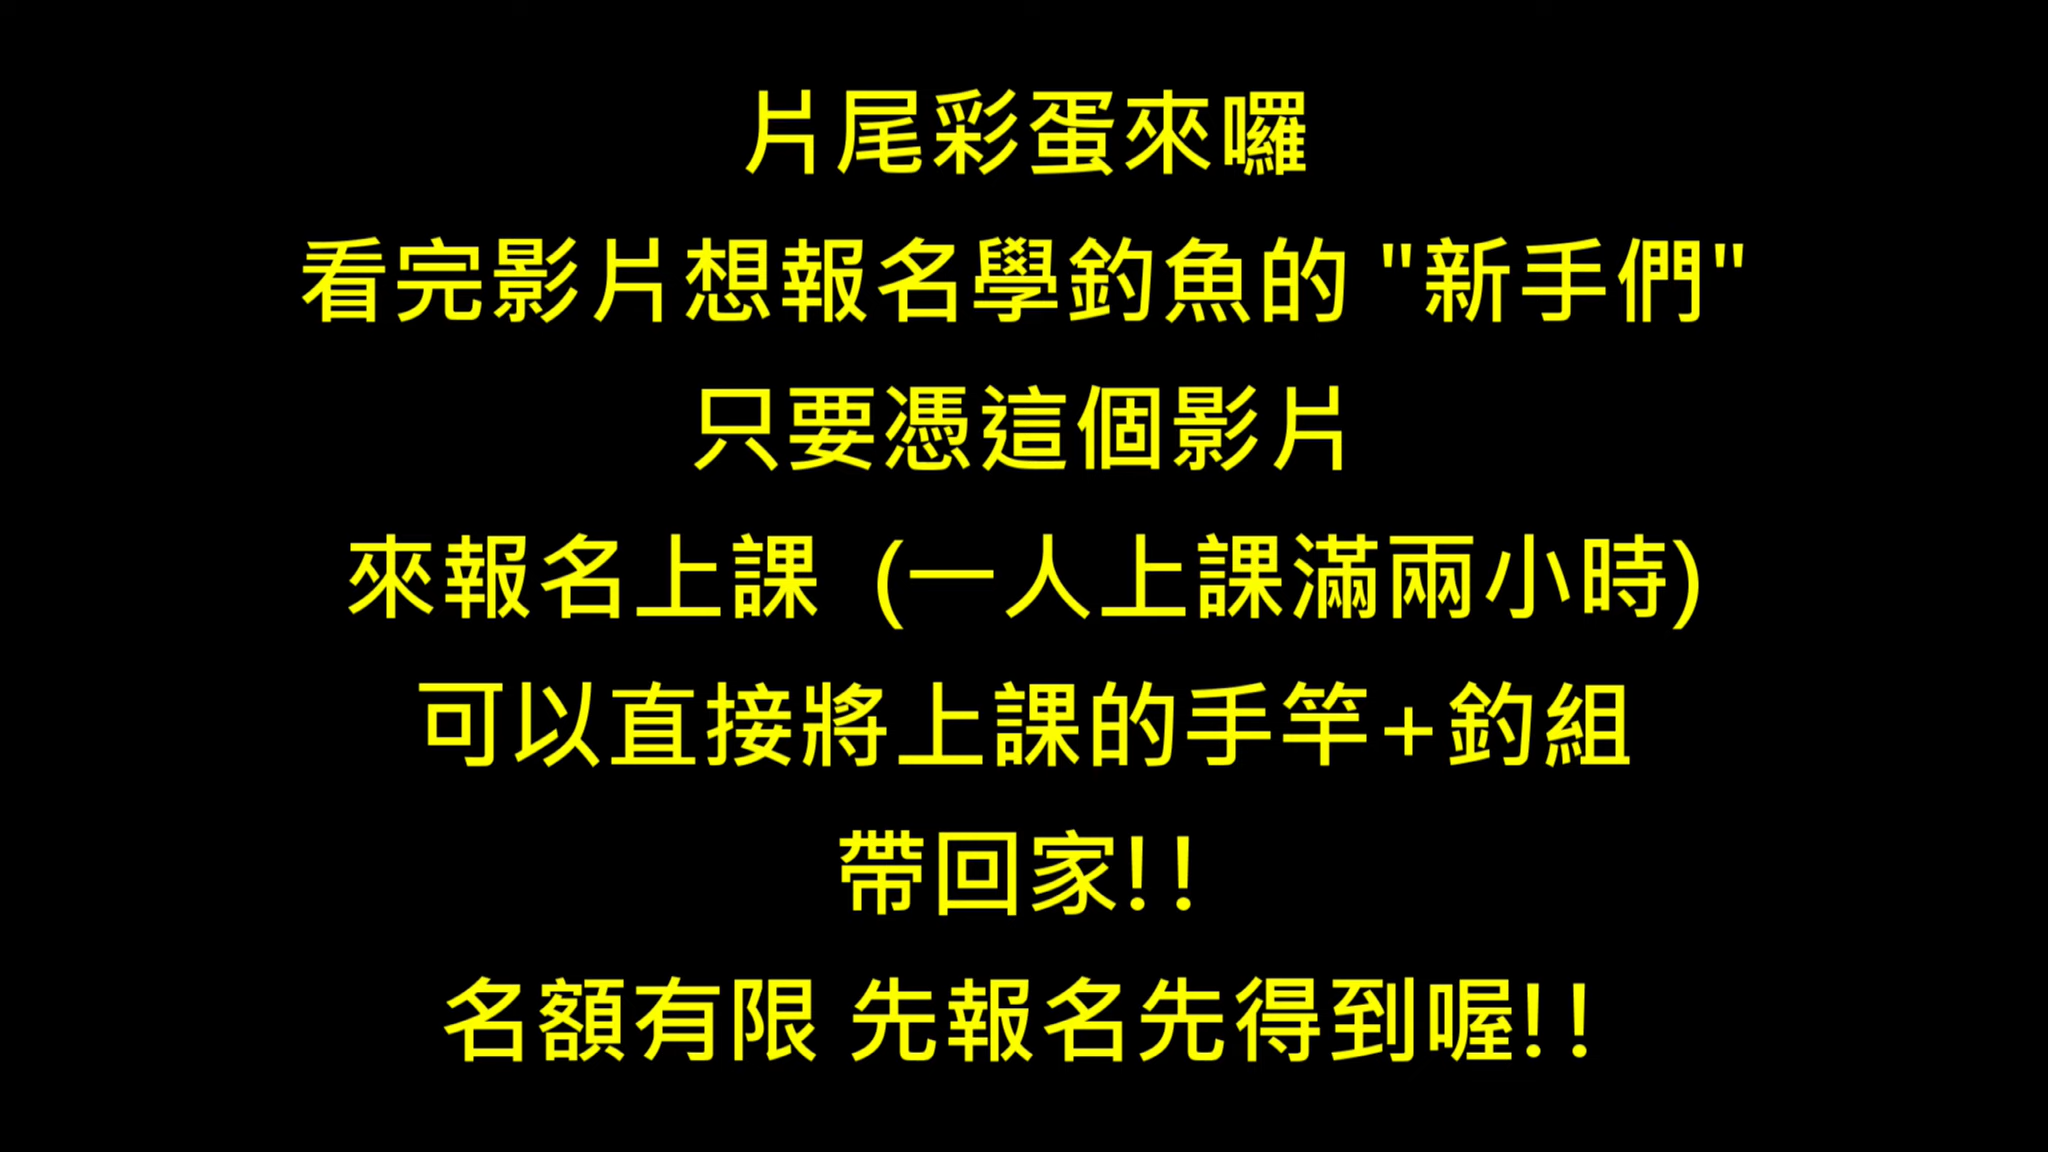 片尾彩蛋來囉
看完影片想報名學釣魚的 "新手們"
只要憑這個影片
來報名上課 (一人上課滿兩小時)
可以直接將上課的手竿+釣組
帶回家!!
名額有限 先報名先得到喔!!